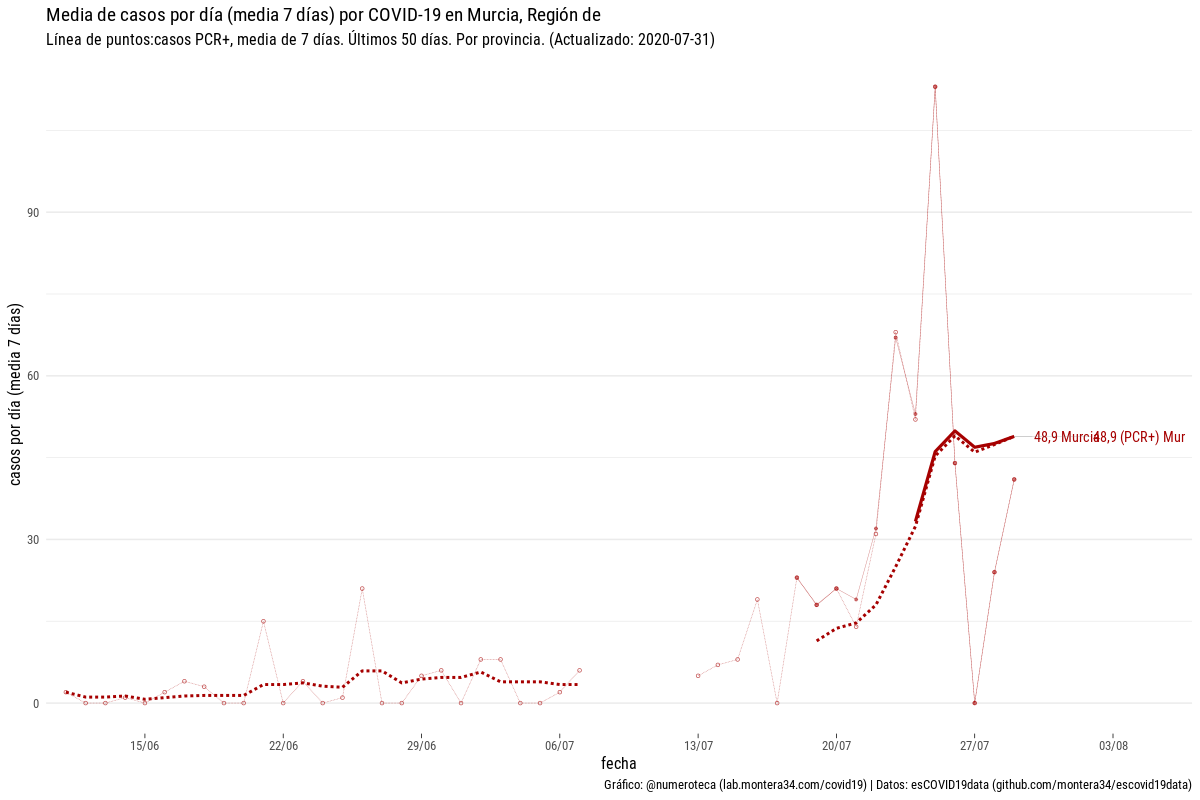 Media de casos por día (media 7 días) por COVID-19 en Murcia, Región de
Línea de puntos:casos PCR+, media de 7 días. Últimos 50 días. Por provincia. (Actualizado: 2020-07-31)
casos por día (media 7 días)
90
60
30
0
48,9 Murcia
48,9 (PCR+) Mur
15/06
22/06
29/06
06/07
13/07
20/07
27/07
03/08
fecha
Gráfico: @numeroteca (lab.montera34.com/covid19) | Datos: esCOVID19data (github.com/montera34/escovid19data)